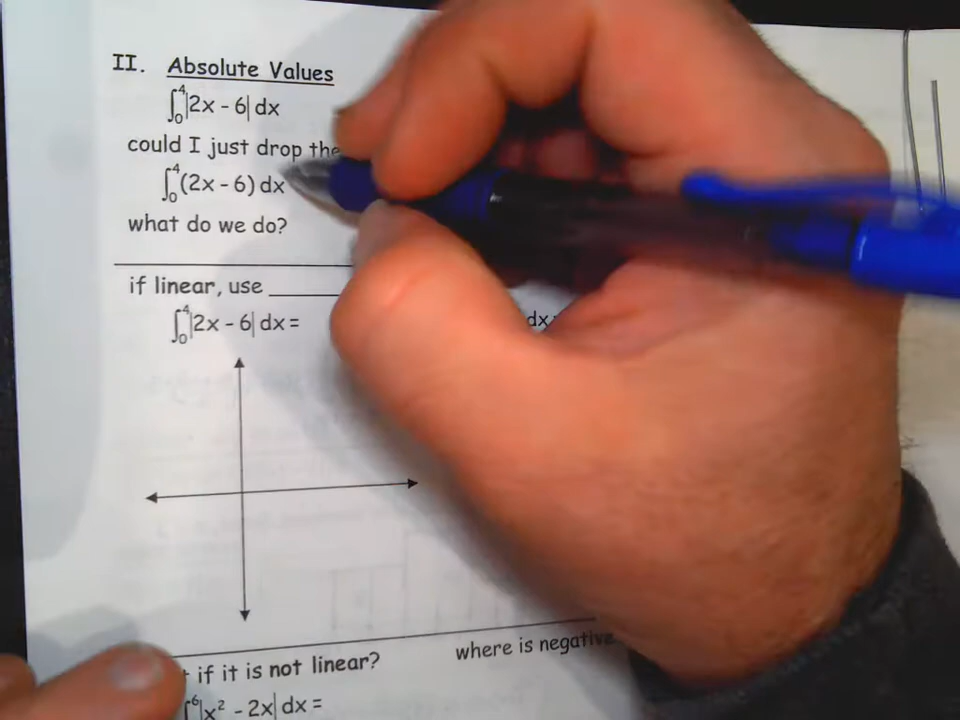 II. Absolute Values
∫₀⁴|2x - 6| dx
could I just drop the
∫₀⁴(2x - 6) dx
what do we do?
if linear, use ______
∫₀⁴|2x - 6| dx = dx
if it is not linear? where is negative
⁶|x² - 2x| dx =